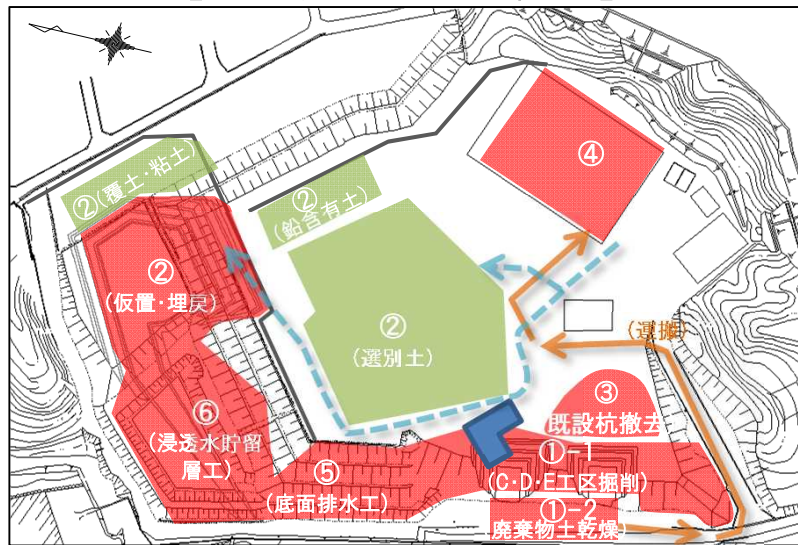 ④
②(覆土・粘土)
②
(鉛含有土)
②
(仮置・埋戻)
②
(選別土)
(運搬)
③
既設杭撤去
⑥
(浸透水貯留
層工)
⑤
(底面排水工)
①-1
(C・D・E工区掘削)
①-2
(廃棄物土乾燥)